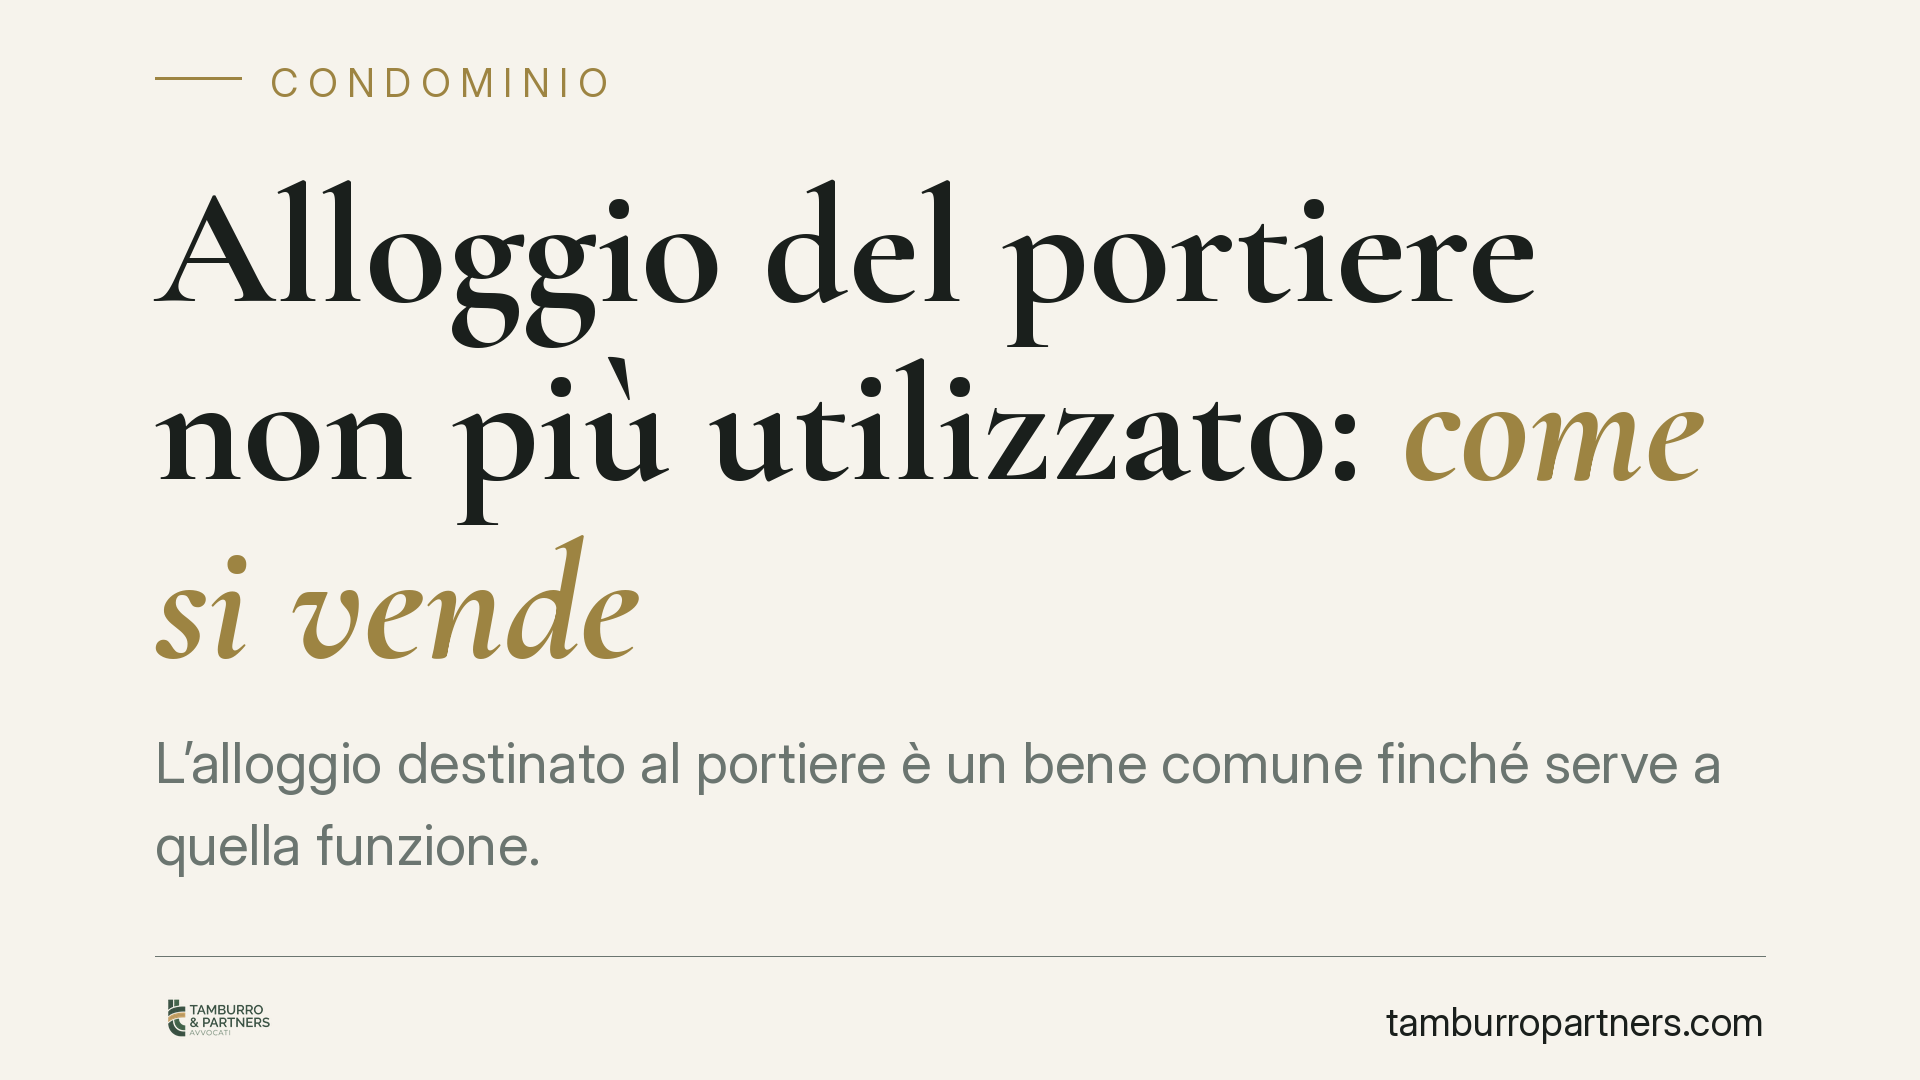 CONDOMINIO
Alloggio del portiere
non più utilizzato: come
si vende
L’alloggio destinato al portiere è un bene comune finché serve a
quella funzione.
TAMBURRO
& PARTNERS
AVVOCATI
tamburropartners.com